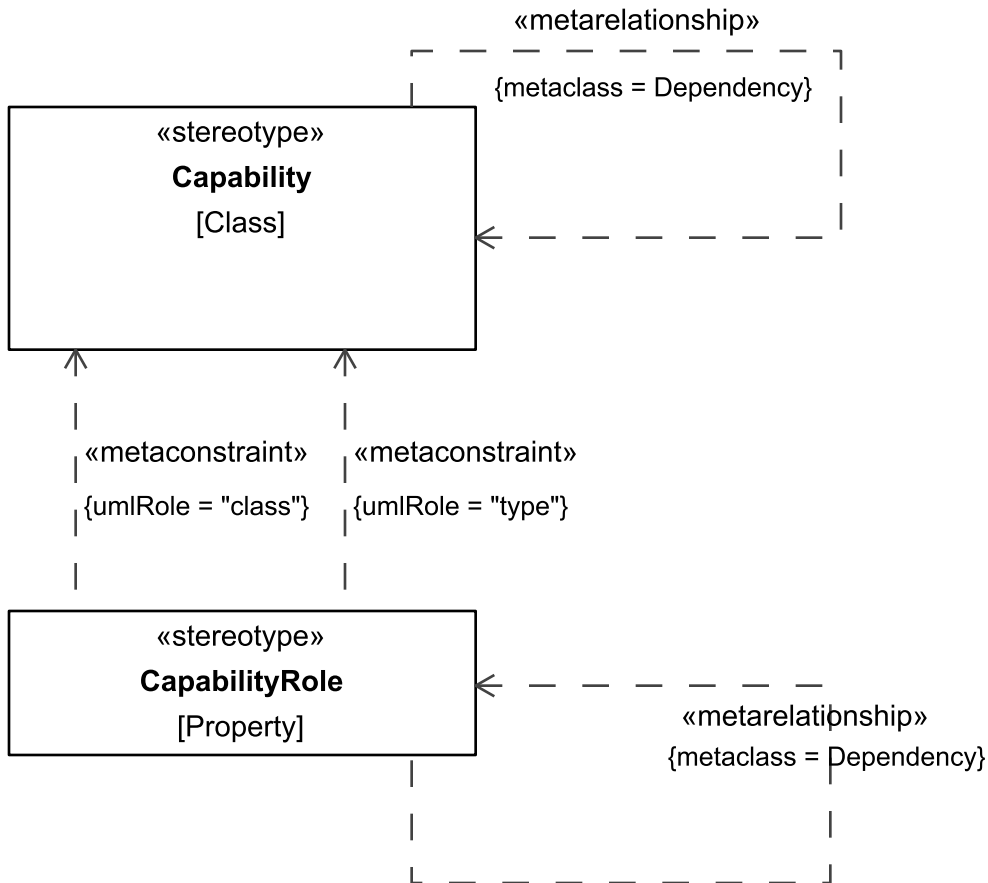 «metarelationship»
{metaclass = Dependency}
«stereotype»
Capability
[Class]
«metaconstraint»
{umlRole = "class"}
«metaconstraint»
{umlRole = "type"}
«stereotype»
CapabilityRole
[Property]
«metarelationship»
{metaclass = Dependency}